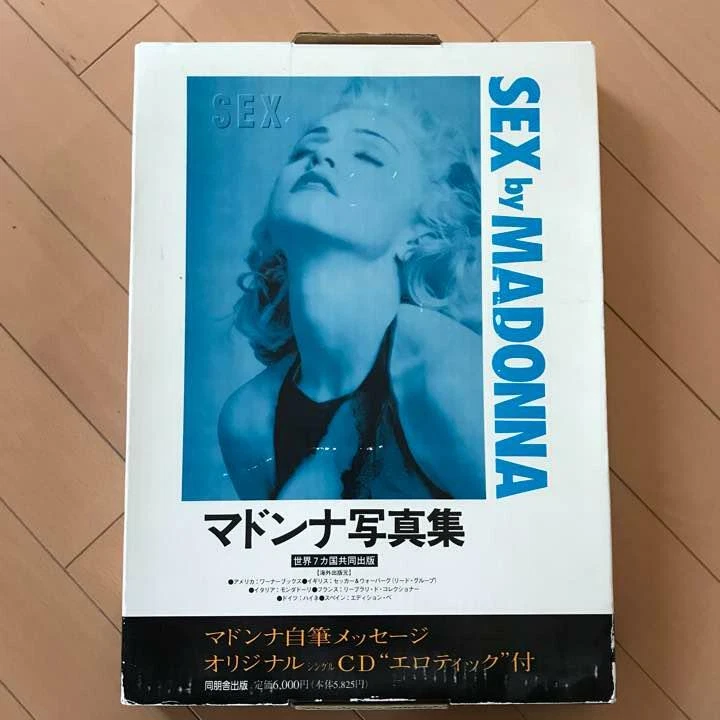 SEX
SEX by MADONNA
マドンナ写真集
世界7カ国共同出版
【海外出版元】
●アメリカ：ワーナーブックス●イギリス：セッカー＆ウォーバーグ（リード・グループ）
●イタリア：モンダドーリ●フランス：リーブラリ・ド・コレクショナー
●ドイツ：ハイネ●スペイン：エディション・ベ
マドンナ自筆メッセージ
オリジナルシングルCD“エロティック”付
同朋舎出版 定価6,000円（本体5,825円）